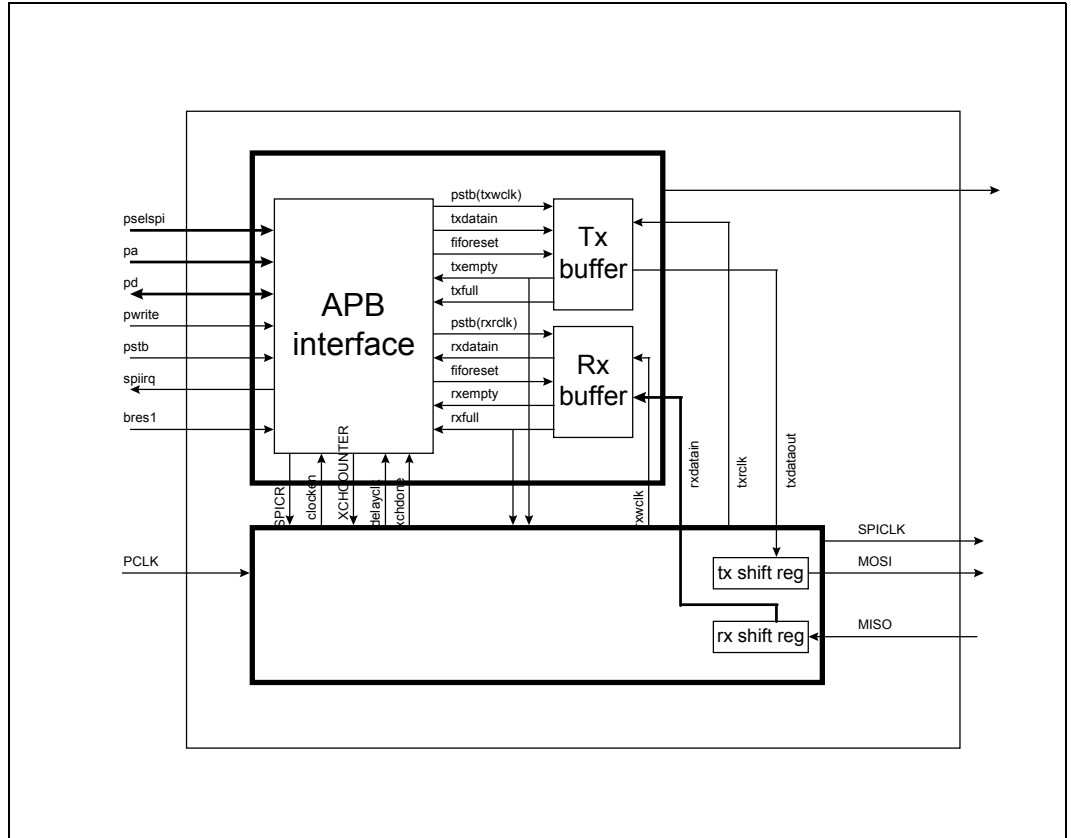 pselspi
pa
pd
pwrite
pstb
spiirq
bres1
APB
interface
pstb(txwclk)
txdatain
fiforeset
txempty
txfull
pstb(rxrclk)
rxdatain
fiforeset
rxempty
rxfull
Tx
buffer
Rx
buffer
SPICR
clocken
XCHCOUNTER
delayclk
xchdone
rxwclk
rxdatain
txrclk
txdataout
PCLK
tx shift reg
rx shift reg
SPICLK
MOSI
MISO